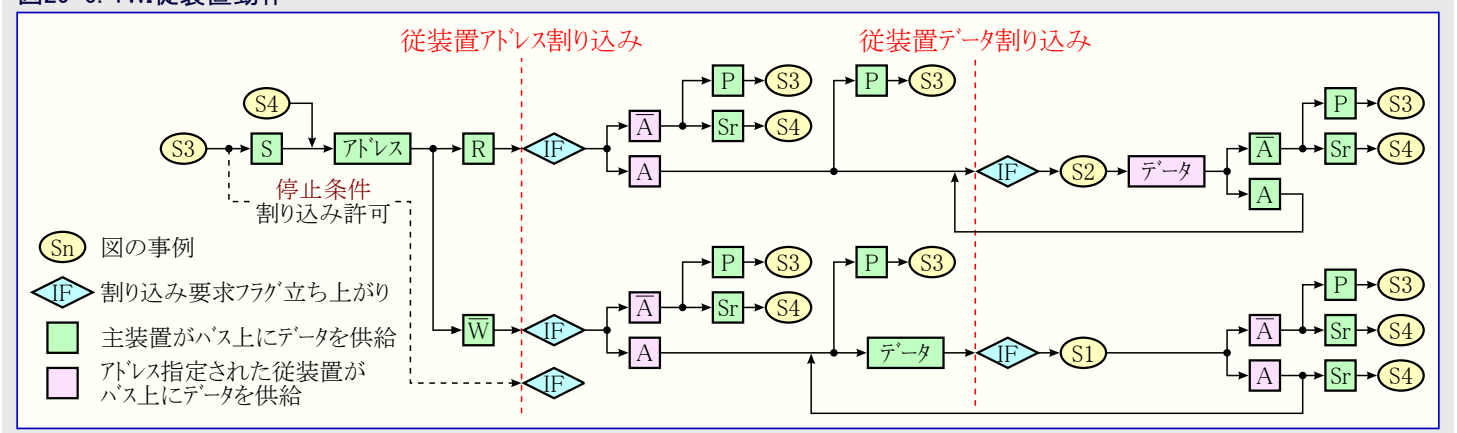 従装置アドレス割り込み 従装置データ割り込み
P S3 P S3
S4 P S3
S3 S アドレス R IF A̅ Sr S4 IF S2 データ A̅ Sr S4
A A
停止条件
割り込み許可
Sn 図の事例
P S3 P S3
P S3
IF 割り込み要求フラグ立ち上がり
A̅ Sr S4 A̅ Sr S4
主装置がバス上にデータを供給
W̅ IF A データ IF S1 A Sr S4
アドレス指定された従装置が
バス上にデータを供給
IF